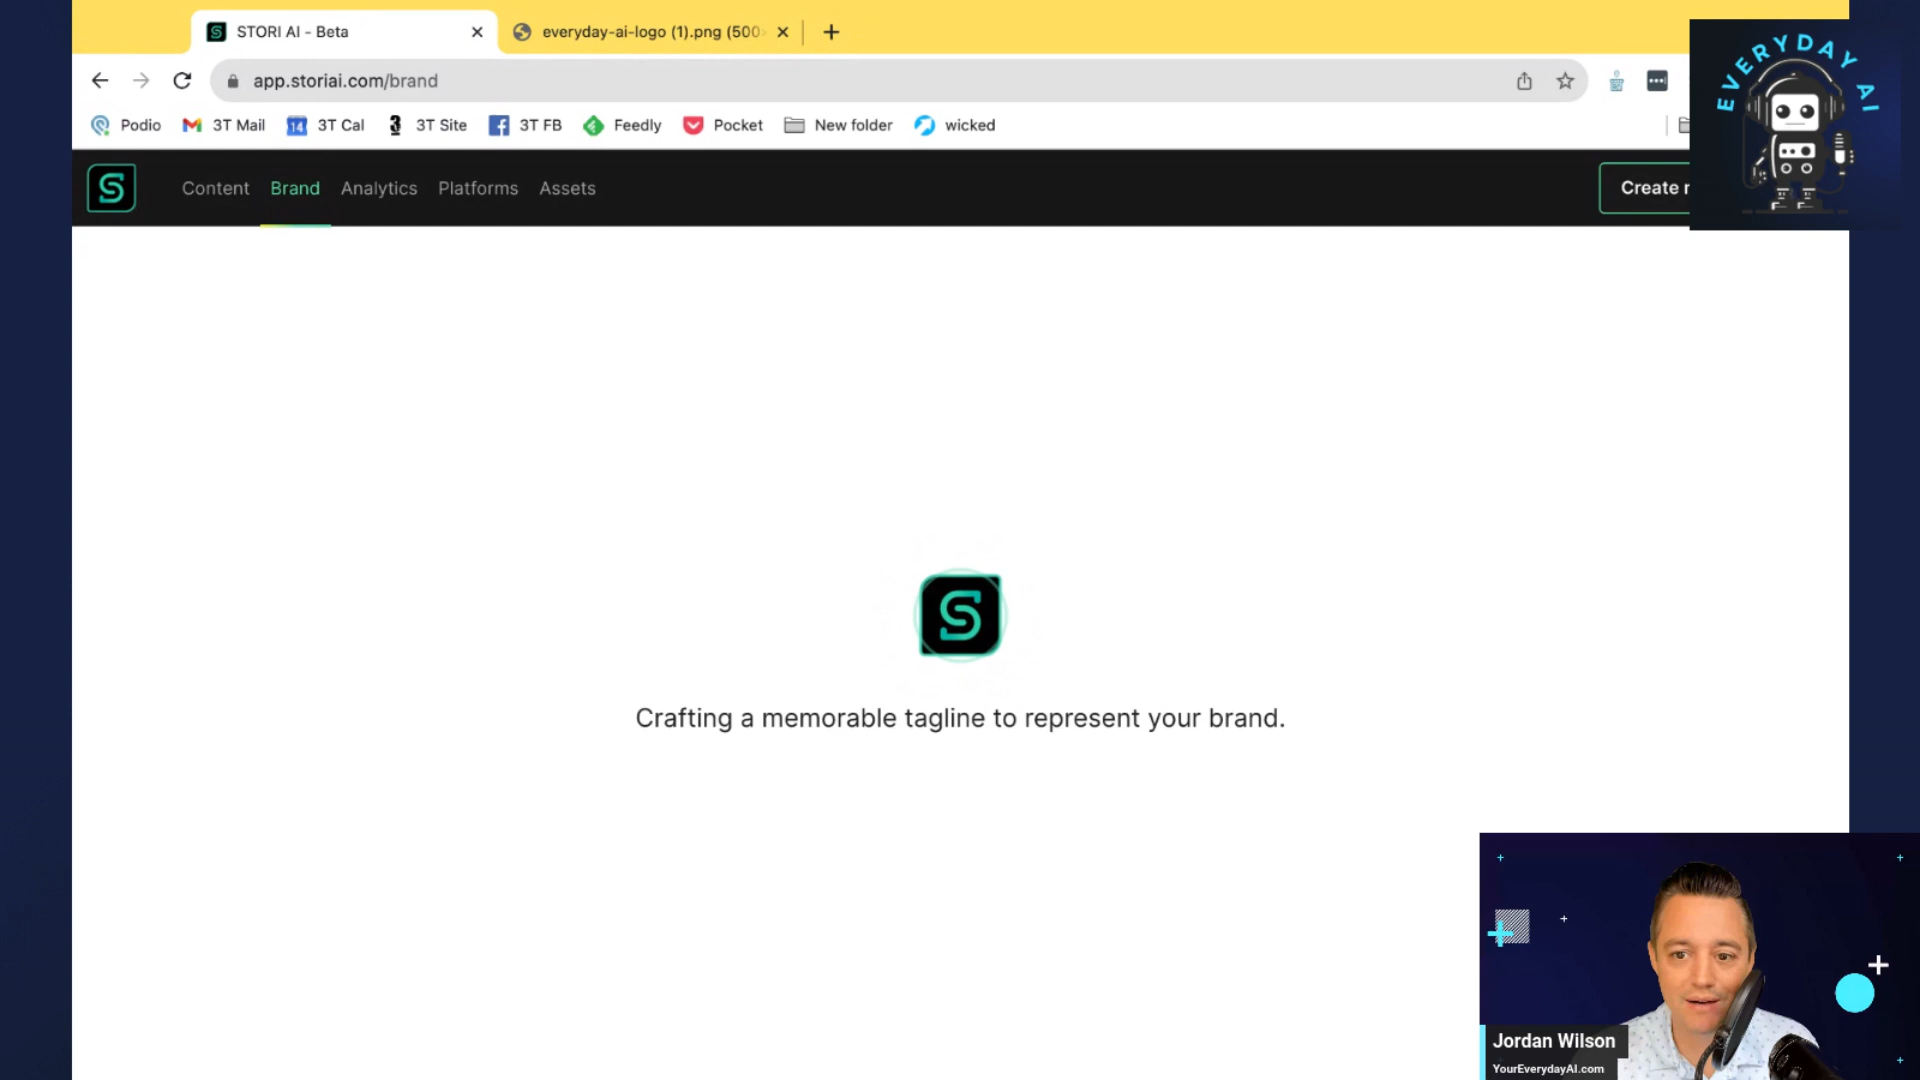 STORI AI - Beta
everyday-ai-logo (1).png (500×
app.storiai.com/brand
Podio
3T Mail
14
3T Cal
3
3T Site
3T FB
Feedly
Pocket
New folder
wicked
S
Content
Brand
Analytics
Platforms
Assets
Create
EVERYDAY AI
S
Crafting a memorable tagline to represent your brand.
Jordan Wilson
YourEverydayAI.com